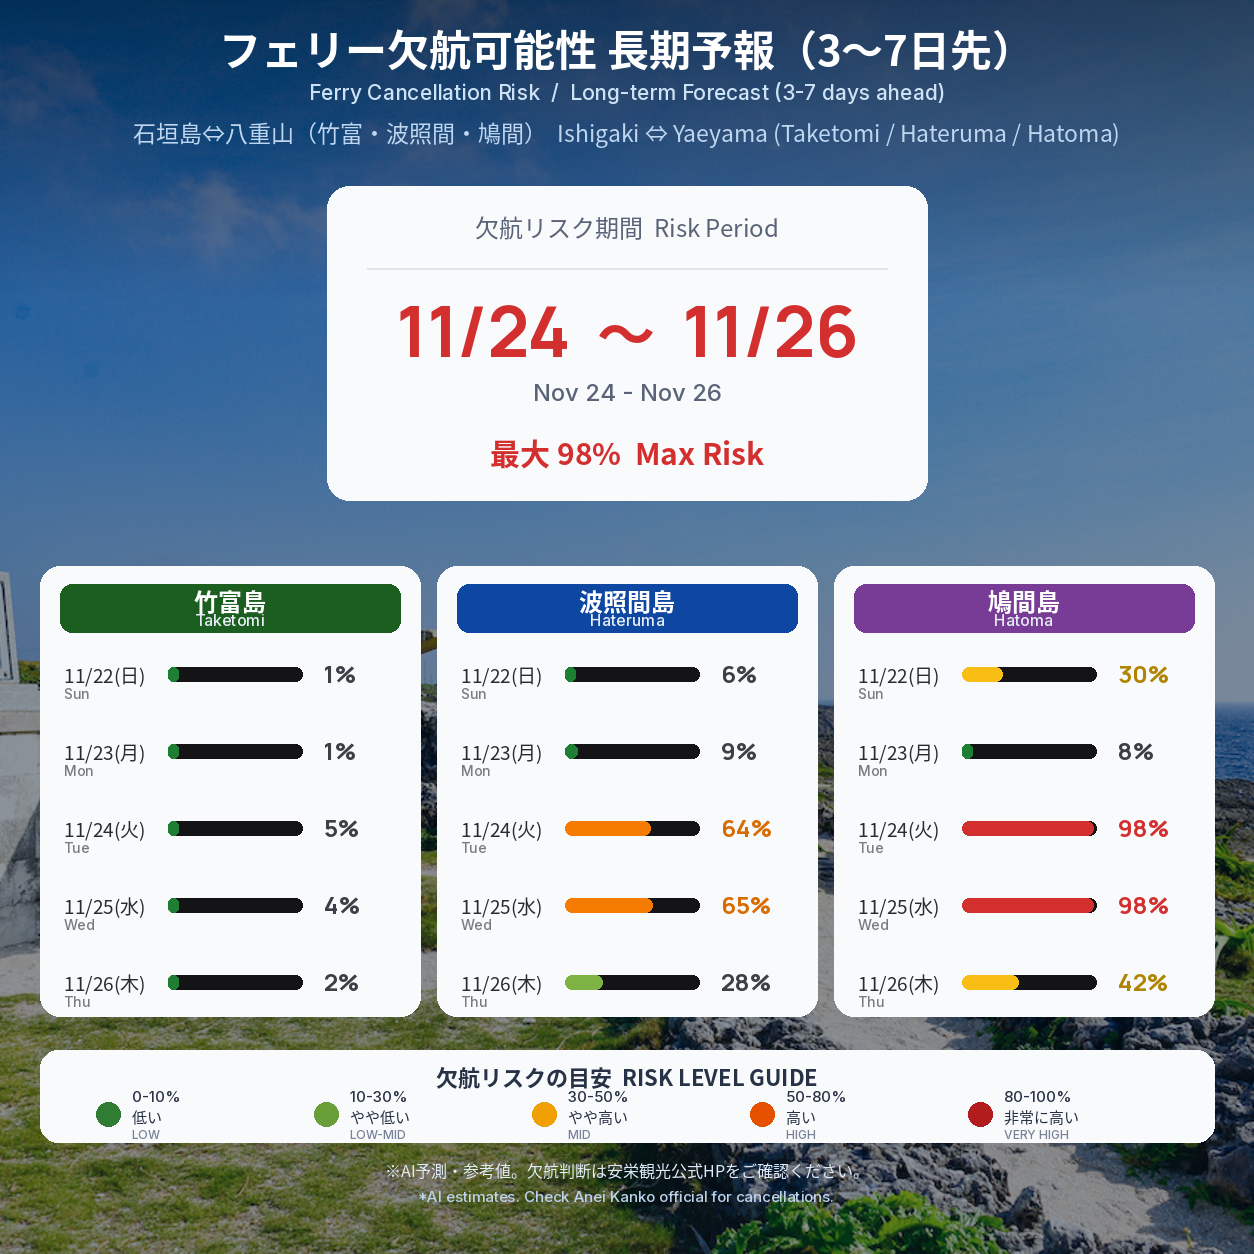 フェリー欠航可能性 長期予報（3〜7日先）
Ferry Cancellation Risk / Long-term Forecast (3-7 days ahead)
石垣島⇔八重山（竹富・波照間・鳩間） Ishigaki ⇔ Yaeyama (Taketomi / Hateruma / Hatoma)
欠航リスク期間 Risk Period
11/24 〜 11/26
Nov 24 - Nov 26
最大 98% Max Risk
竹富島
Taketomi
11/22(日) 1%
Sun
11/23(月) 1%
Mon
11/24(火) 5%
Tue
11/25(水) 4%
Wed
11/26(木) 2%
Thu
波照間島
Hateruma
11/22(日) 6%
Sun
11/23(月) 9%
Mon
11/24(火) 64%
Tue
11/25(水) 65%
Wed
11/26(木) 28%
Thu
鳩間島
Hatoma
11/22(日) 30%
Sun
11/23(月) 8%
Mon
11/24(火) 98%
Tue
11/25(水) 98%
Wed
11/26(木) 42%
Thu
欠航リスクの目安 RISK LEVEL GUIDE
0-10%
低い
LOW
10-30%
やや低い
LOW-MID
30-50%
やや高い
MID
50-80%
高い
HIGH
80-100%
非常に高い
VERY HIGH
※AI予測・参考値。欠航判断は安栄観光公式HPをご確認ください。
*AI estimates. Check Anei Kanko official for cancellations.